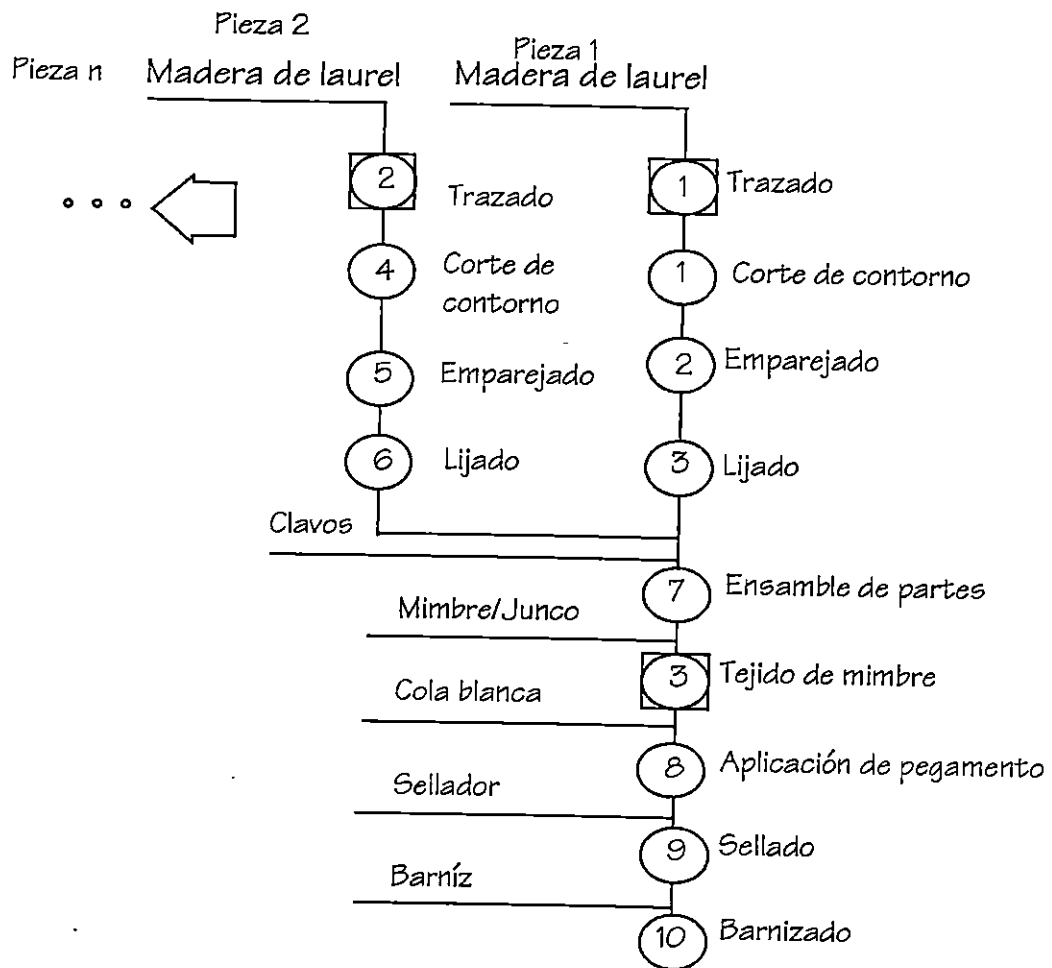 Pieza 2
Pieza 1
Pieza n
Madera de laurel
Madera de laurel
2
Trazado
1
Trazado
4
Corte de
contorno
1
Corte de contorno
5
Emparejado
2
Emparejado
6
Lijado
3
Lijado
Clavos
7
Ensamble de partes
Mimbre/Junco
3
Tejido de mimbre
Cola blanca
8
Aplicación de pegamento
Sellador
9
Sellado
Barníz
10
Barnizado